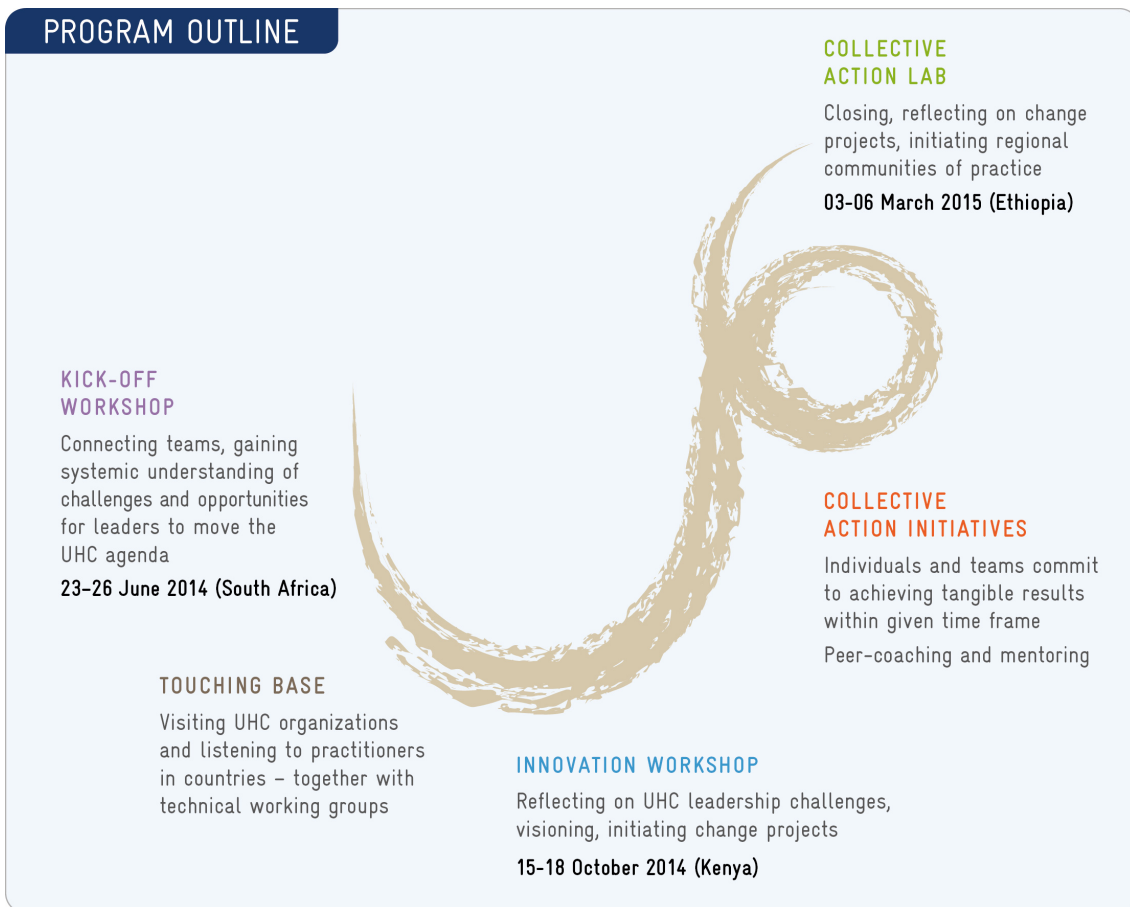 PROGRAM OUTLINE
COLLECTIVE
ACTION LAB
Closing, reflecting on change
projects, initiating regional
communities of practice
03-06 March 2015 (Ethiopia)
KICK-OFF
WORKSHOP
Connecting teams, gaining
systemic understanding of
challenges and opportunities
for leaders to move the
UHC agenda
23–26 June 2014 (South Africa)
TOUCHING BASE
Visiting UHC organizations
and listening to practitioners
in countries – together with
technical working groups
INNOVATION WORKSHOP
Reflecting on UHC leadership challenges,
visioning, initiating change projects
15-18 October 2014 (Kenya)
COLLECTIVE
ACTION INITIATIVES
Individuals and teams commit
to achieving tangible results
within given time frame
Peer-coaching and mentoring